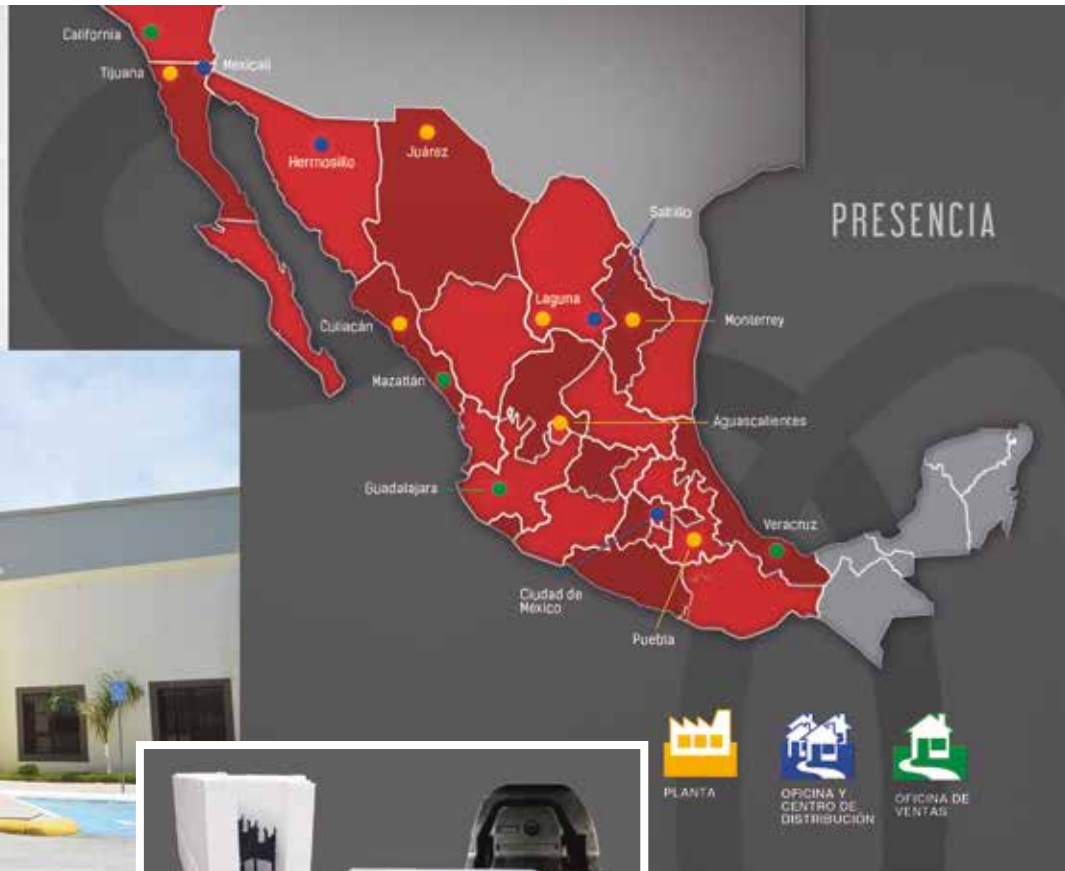 California
Tijuana
Mexicali
Hermosillo
Juárez
Saltillo
PRESENCIA
Laguna
Culiacán
Monterrey
Mazatlán
Aguascalientes
Guadalajara
Veracruz
Ciudad de
México
Puebla
PLANTA
OFICINA Y
CENTRO DE
DISTRIBUCIÓN
OFICINA DE
VENTAS